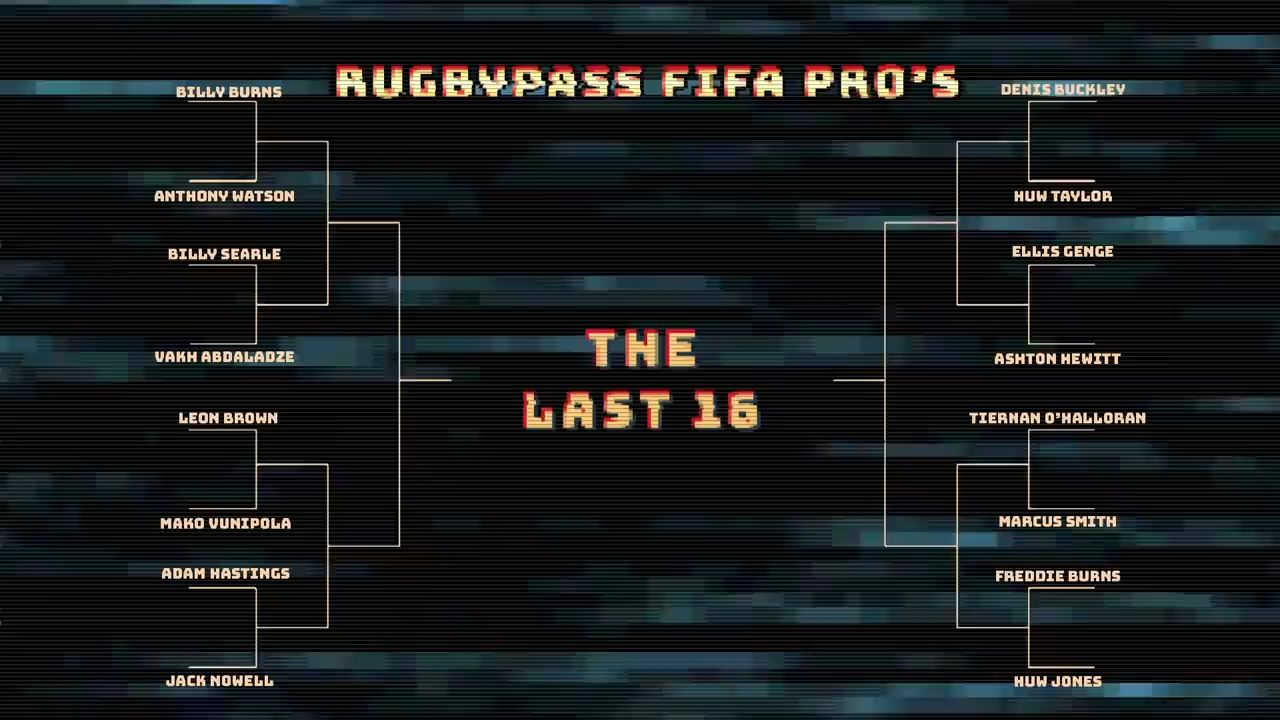 RUGBYPASS FIFA PRO'S
BILLY BURNS
ANTHONY WATSON
BILLY SEARLE
VAKH ABDALADZE
LEON BROWN
MAKO VUNIPOLA
ADAM HASTINGS
JACK NOWELL
THE
LAST 16
DENIS BUCKLEY
HUW TAYLOR
ELLIS GENGE
ASHTON HEWITT
TIERNAN O'HALLORAN
MARCUS SMITH
FREDDIE BURNS
HUW JONES